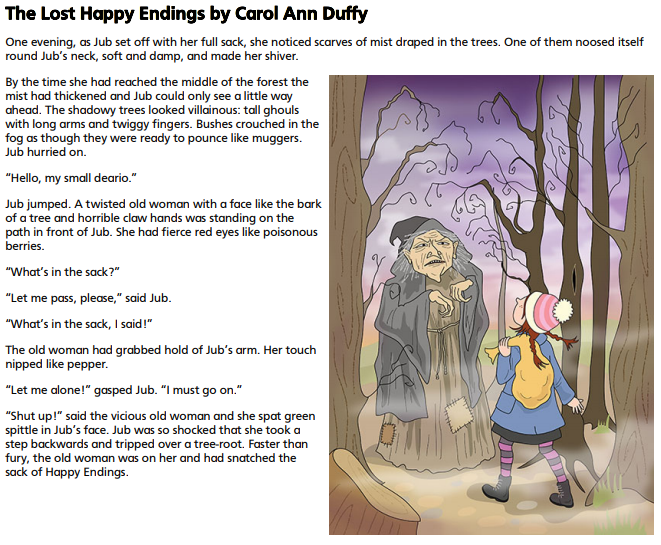 The Lost Happy Endings by Carol Ann Duffy
One evening, as Jub set off with her full sack, she noticed scarves of mist draped in the trees. One of them noosed itself
round Jub's neck, soft and damp, and made her shiver.
By the time she had reached the middle of the forest the
mist had thickened and Jub could only see a little way
ahead. The shadowy trees looked villainous: tall ghouls
with long arms and twiggy fingers. Bushes crouched in the
fog as though they were ready to pounce like muggers.
Jub hurried on.
“Hello, my small deario.”
Jub jumped. A twisted old woman with a face like the bark
of a tree and horrible claw hands was standing on the
path in front of Jub. She had fierce red eyes like poisonous
berries.
“What's in the sack?”
“Let me pass, please,” said Jub.
“What's in the sack, I said!”
The old woman had grabbed hold of Jub's arm. Her touch
nipped like pepper.
“Let me alone!” gasped Jub. “I must go on.”
“Shut up!” said the vicious old woman and she spat green
spittle in Jub's face. Jub was so shocked that she took a
step backwards and tripped over a tree-root. Faster than
fury, the old woman was on her and had snatched the
sack of Happy Endings.